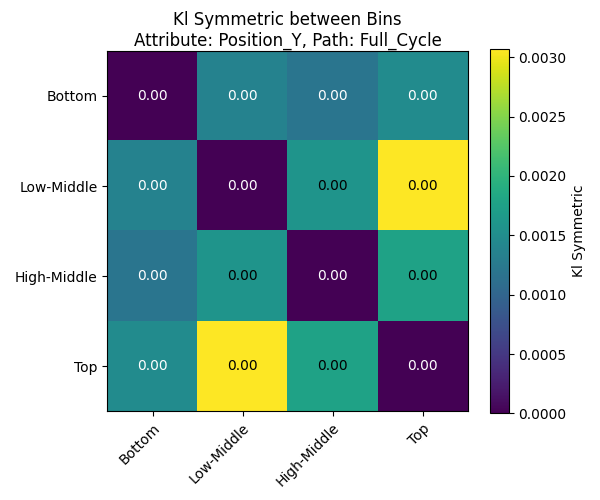 Kl Symmetric between Bins
Attribute: Position_Y, Path: Full_Cycle
Bottom 0.00 0.00 0.00 0.00
Low-Middle 0.00 0.00 0.00 0.00
High-Middle 0.00 0.00 0.00 0.00
Top 0.00 0.00 0.00 0.00
Bottom Low-Middle High-Middle Top
0.0030
0.0025
0.0020
0.0015
0.0010
0.0005
0.0000
Kl Symmetric